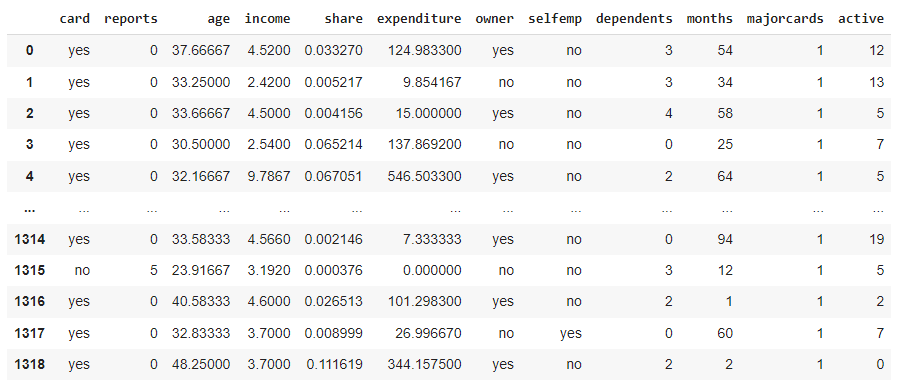 card reports age income share expenditure owner selfemp dependents months majorcards active
0 yes 0 37.66667 4.5200 0.033270 124.983300 yes no 3 54 1 12
1 yes 0 33.25000 2.4200 0.005217 9.854167 no no 3 34 1 13
2 yes 0 33.66667 4.5000 0.004156 15.000000 yes no 4 58 1 5
3 yes 0 30.50000 2.5400 0.065214 137.869200 no no 0 25 1 7
4 yes 0 32.16667 9.7867 0.067051 546.503300 yes no 2 64 1 5
... ... ... ... ... ... ... ... ... ... ... ... ...
1314 yes 0 33.58333 4.5660 0.002146 7.333333 yes no 0 94 1 19
1315 no 5 23.91667 3.1920 0.000376 0.000000 no no 3 12 1 5
1316 yes 0 40.58333 4.6000 0.026513 101.298300 yes no 2 1 1 2
1317 yes 0 32.83333 3.7000 0.008999 26.996670 no yes 0 60 1 7
1318 yes 0 48.25000 3.7000 0.111619 344.157500 yes no 2 2 1 0